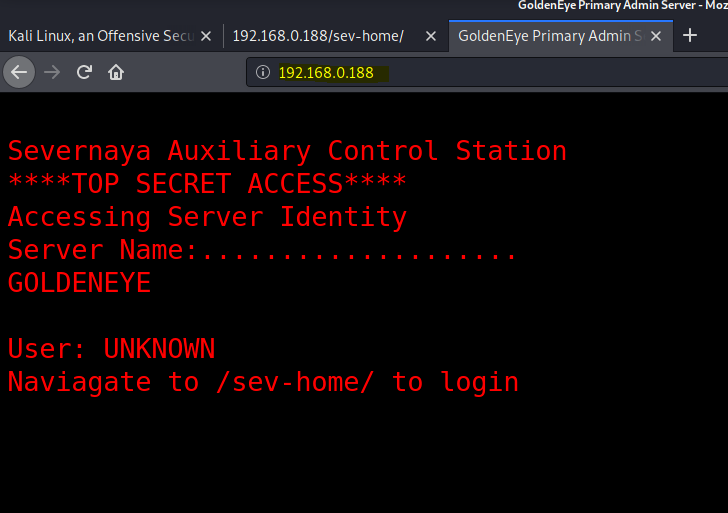 GoldenEye Primary Admin Server - Moz
Kali Linux, an Offensive Secu
192.168.0.188/sev-home/
GoldenEye Primary Admin S
192.168.0.188
Severnaya Auxiliary Control Station
****TOP SECRET ACCESS****
Accessing Server Identity
Server Name:....................
GOLDENEYE
User: UNKNOWN
Naviagate to /sev-home/ to login